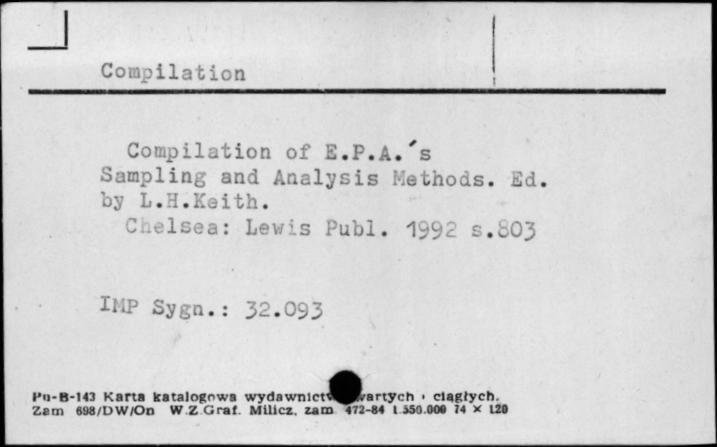 Compilation
Compilation of E.P.A.'s
Sampling and Analysis Methods. Ed.
by L.H.Keith.
Chelsea: Lewis Publ. 1992 s.803
IMP Sygn.: 32.093
Pu-B-143 Karta katalogowa wydawnictw wartych i ciągłych.
Zam 698/DW/On W.Z.Graf. Milicz, zam. 472-84 1.550.000 74 × 120